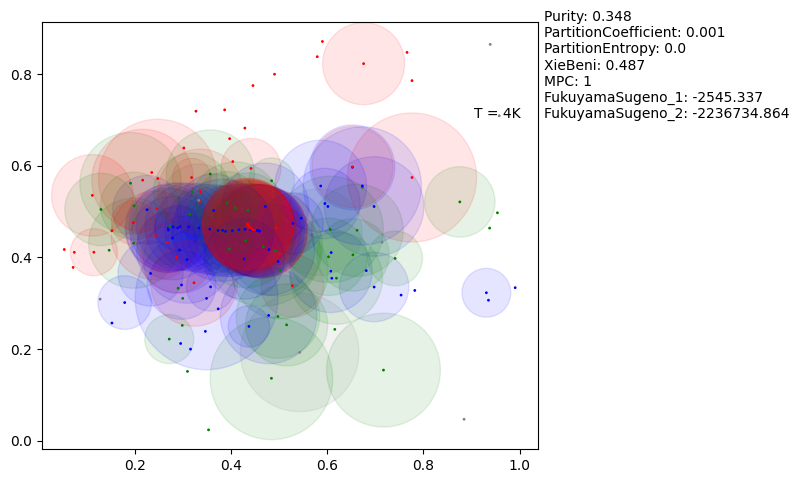 Purity: 0.348
PartitionCoefficient: 0.001
PartitionEntropy: 0.0
XieBeni: 0.487
MPC: 1
FukuyamaSugeno_1: -2545.337
FukuyamaSugeno_2: -2236734.864
T = 4K
0.8
0.6
0.4
0.2
0.0
0.2 0.4 0.6 0.8 1.0